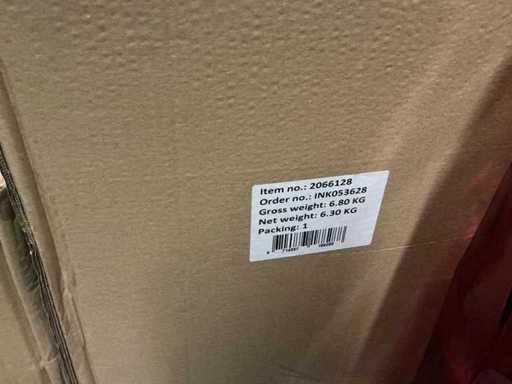 Item no.: 2066128
Order no.: INK053628
Gross weight: 6.80 KG
Net weight: 6.30 KG
Packing: 1